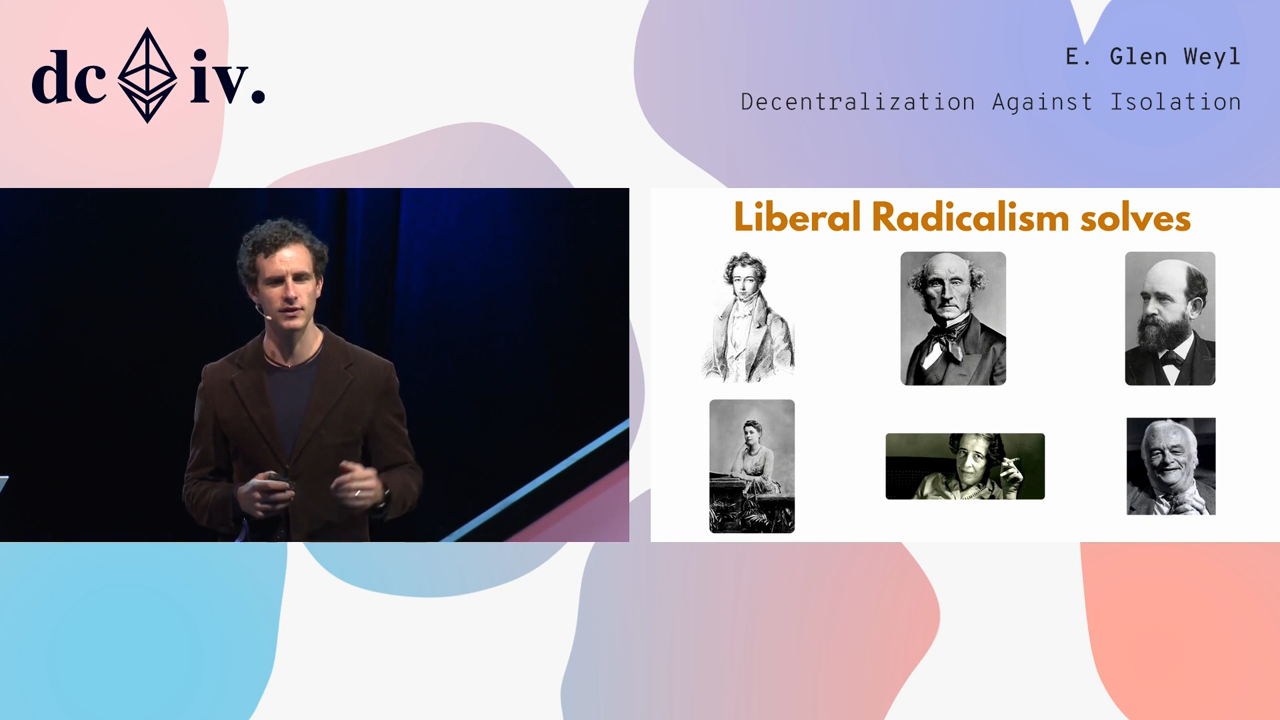 dc iv.
E. Glen Weyl
Decentralization Against Isolation
Liberal Radicalism solves